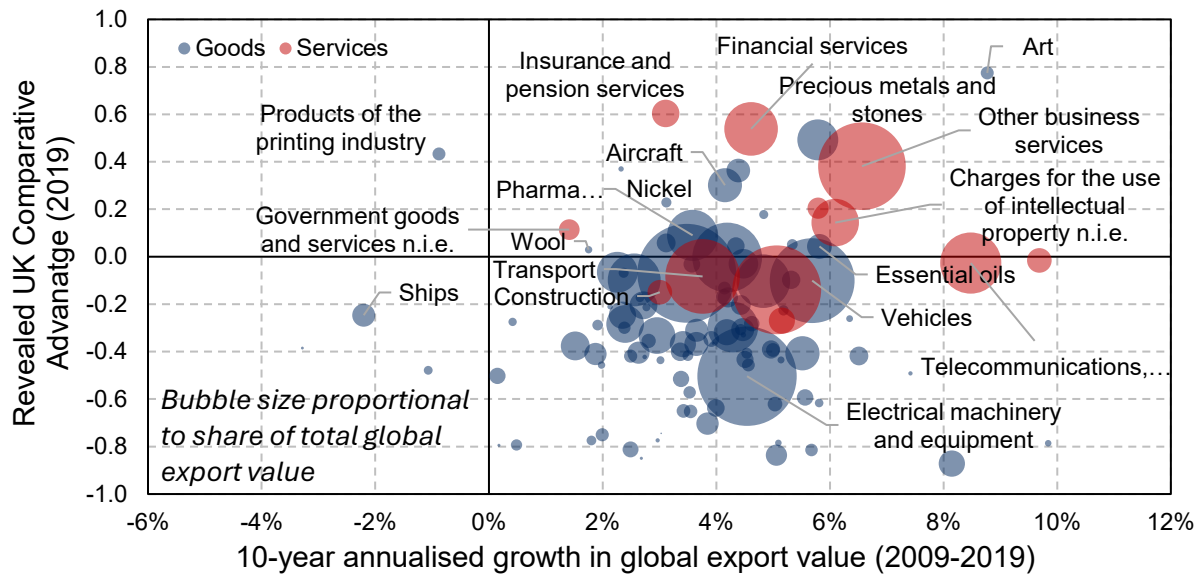 1.0
0.8
0.6
0.4
0.2
0.0
-0.2
-0.4
-0.6
-0.8
-1.0
Revealed UK Comparative
Advanatge (2019)
Goods
Services
Insurance and
pension services
Financial services
Art
Precious metals and
stones
Products of the
printing industry
Other business
services
Aircraft
Pharma…
Nickel
Charges for the use
of intellectual
property n.i.e.
Government goods
and services n.i.e.
Wool
Transport
Construction
Essential oils
Ships
Vehicles
Telecommunications,…
Electrical machinery
and equipment
Bubble size proportional
to share of total global
export value
-6%
-4%
-2%
0%
2%
4%
6%
8%
10%
12%
10-year annualised growth in global export value (2009-2019)